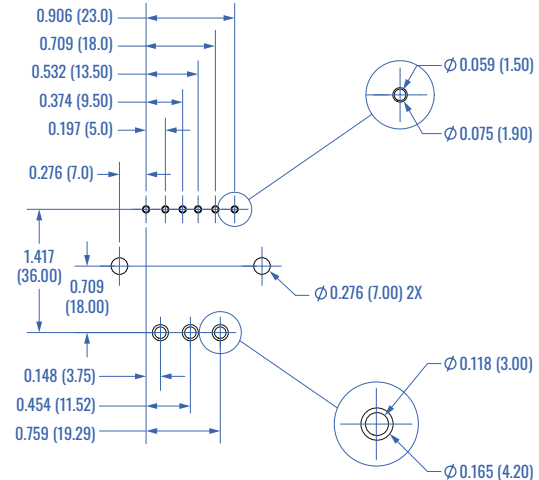 0.906 (23.0)
0.709 (18.0)
0.532 (13.50)
0.374 (9.50)
0.197 (5.0)
0.276 (7.0)
Ø 0.059 (1.50)
Ø 0.075 (1.90)
1.417
(36.00)
0.709
(18.00)
Ø 0.276 (7.00) 2X
0.148 (3.75)
0.454 (11.52)
0.759 (19.29)
Ø 0.118 (3.00)
Ø 0.165 (4.20)